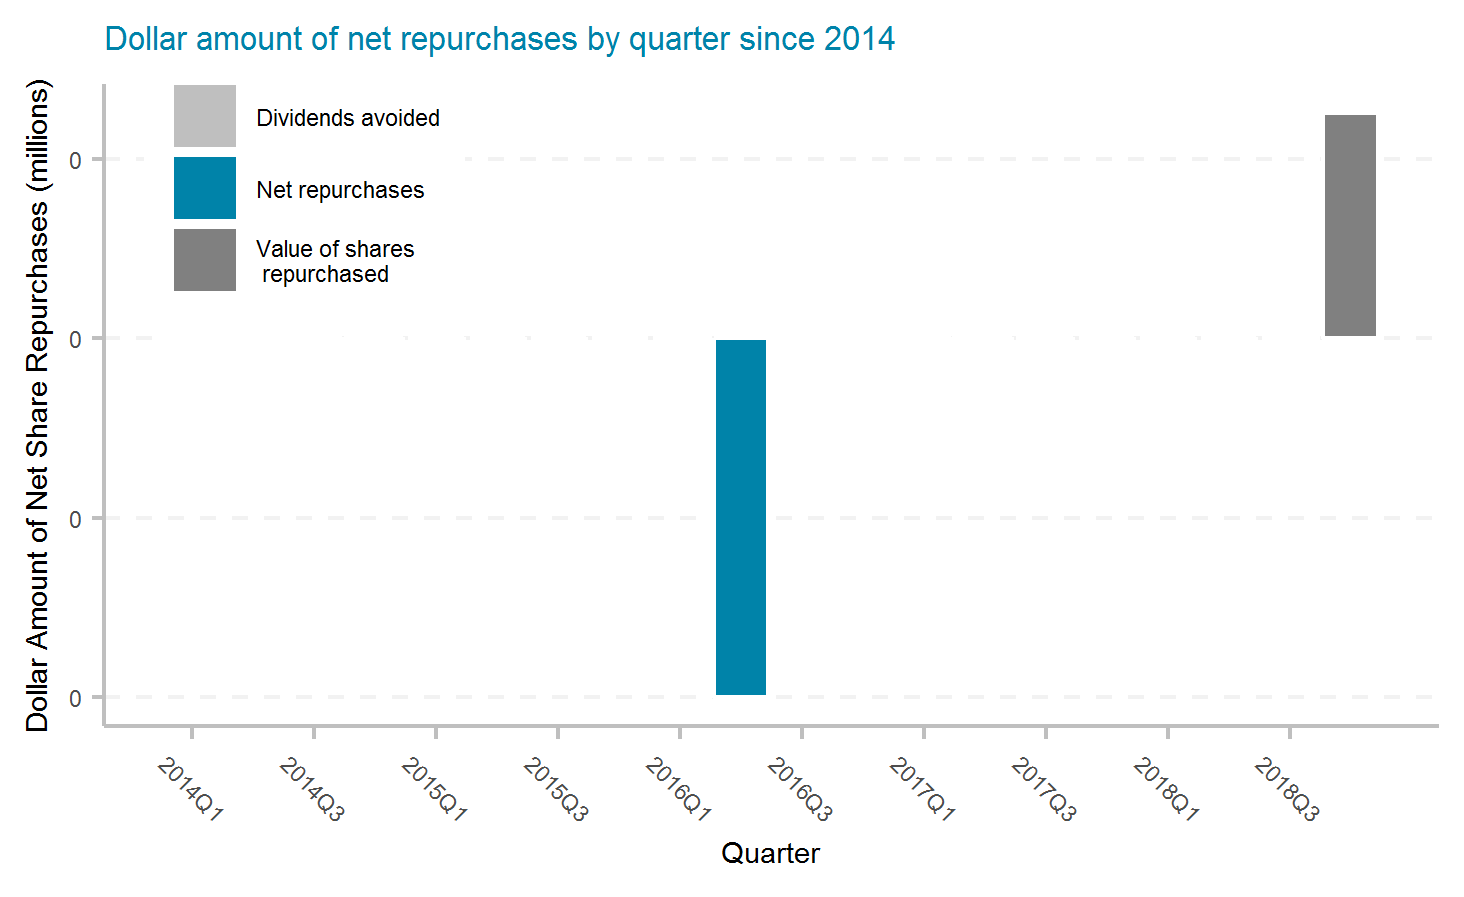 Dollar amount of net repurchases by quarter since 2014
Dividends avoided
Net repurchases
Value of shares
repurchased
Dollar Amount of Net Share Repurchases (millions)
0
0
0
0
2014Q1
2014Q3
2015Q1
2015Q3
2016Q1
2016Q3
2017Q1
2017Q3
2018Q1
2018Q3
Quarter